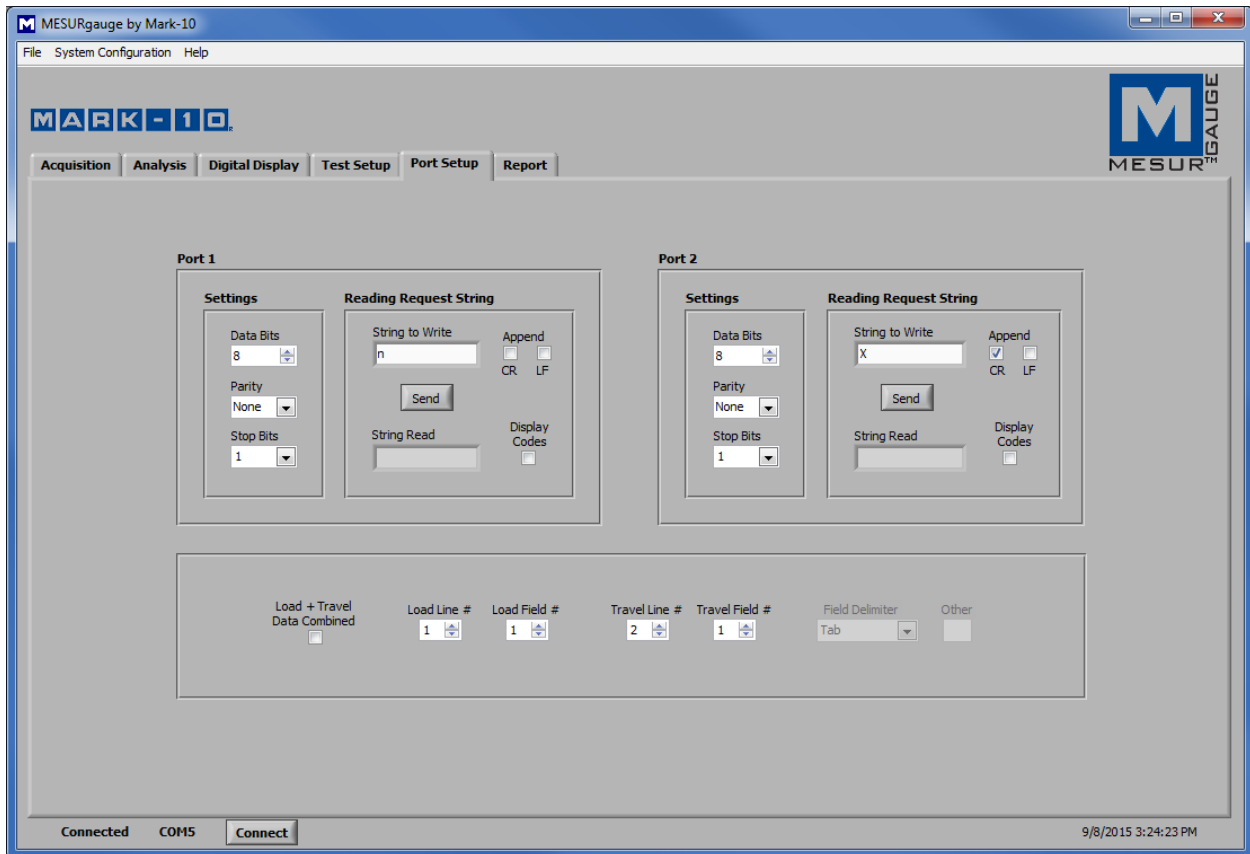 MESURgauge by Mark-10
File System Configuration Help
MARK-10
M
MESUR™ GAUGE
Acquisition Analysis Digital Display Test Setup Port Setup Report
Port 1
Settings
Data Bits
8
Parity
None
Stop Bits
1
Reading Request String
String to Write
n
Append
CR LF
Send
String Read
Display
Codes
Port 2
Settings
Data Bits
8
Parity
None
Stop Bits
1
Reading Request String
String to Write
X
Append
CR LF
Send
String Read
Display
Codes
Load + Travel
Data Combined
Load Line #
1
Load Field #
1
Travel Line #
2
Travel Field #
1
Field Delimiter
Tab
Other
Connected COM5 Connect 9/8/2015 3:24:23 PM